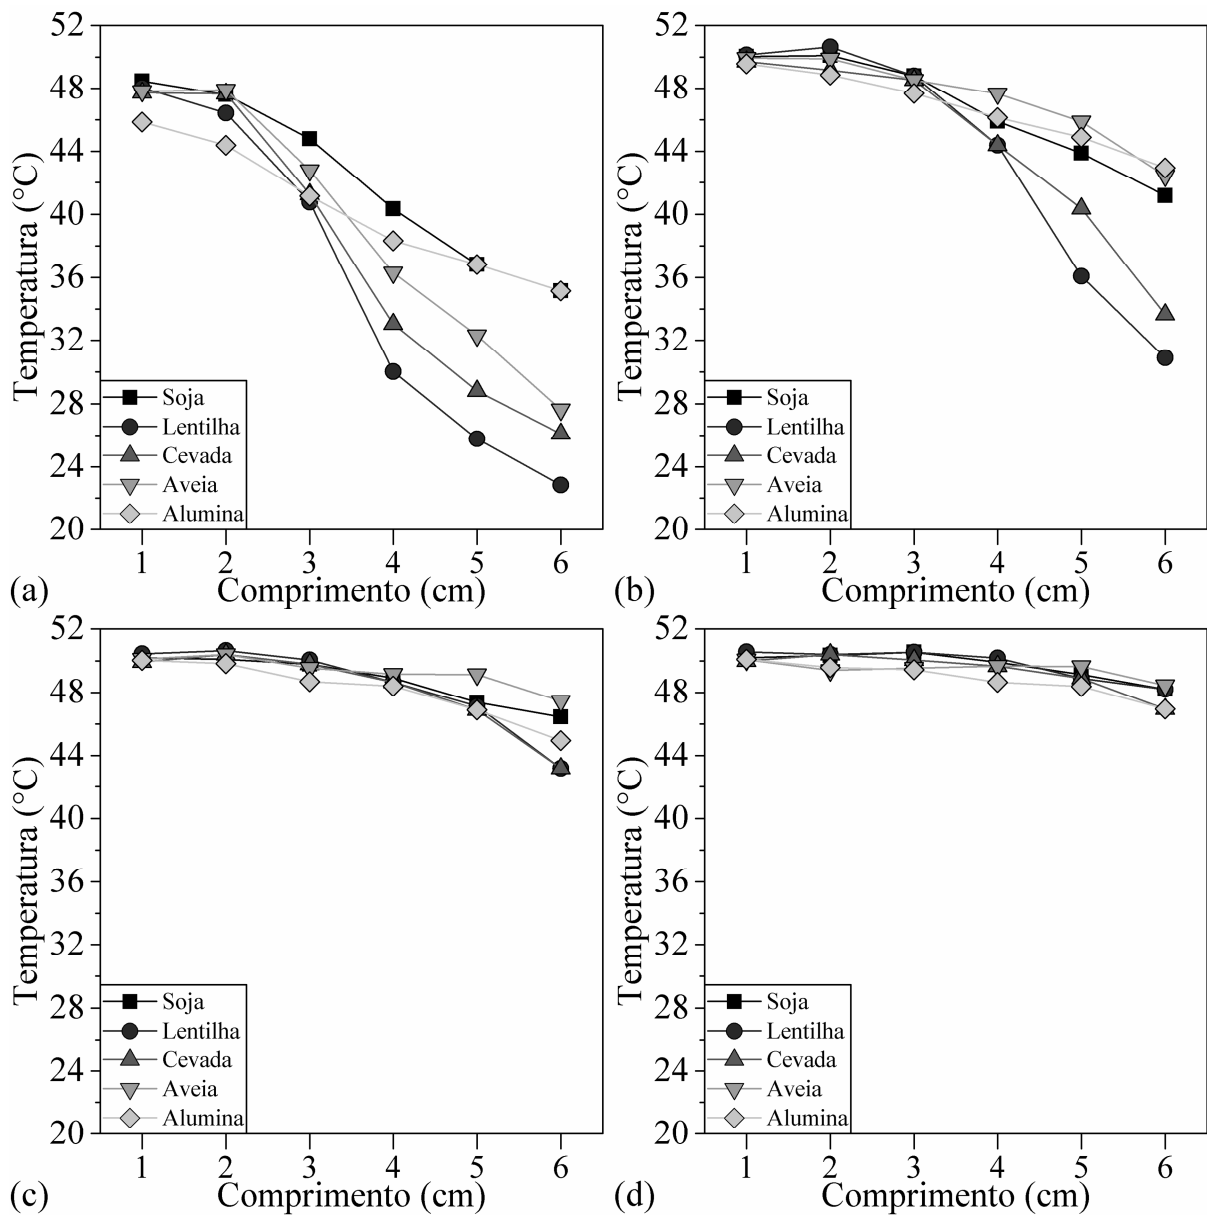 52
48
44
40
36
32
28
24
20
Temperatura (°C)
Soja
Lentilha
Cevada
Aveia
Alumina
1 2 3 4 5 6
(a) Comprimento (cm)
52
48
44
40
36
32
28
24
20
Temperatura (°C)
Soja
Lentilha
Cevada
Aveia
Alumina
1 2 3 4 5 6
(b) Comprimento (cm)
52
48
44
40
36
32
28
24
20
Temperatura (°C)
Soja
Lentilha
Cevada
Aveia
Alumina
1 2 3 4 5 6
(c) Comprimento (cm)
52
48
44
40
36
32
28
24
20
Temperatura (°C)
Soja
Lentilha
Cevada
Aveia
Alumina
1 2 3 4 5 6
(d) Comprimento (cm)